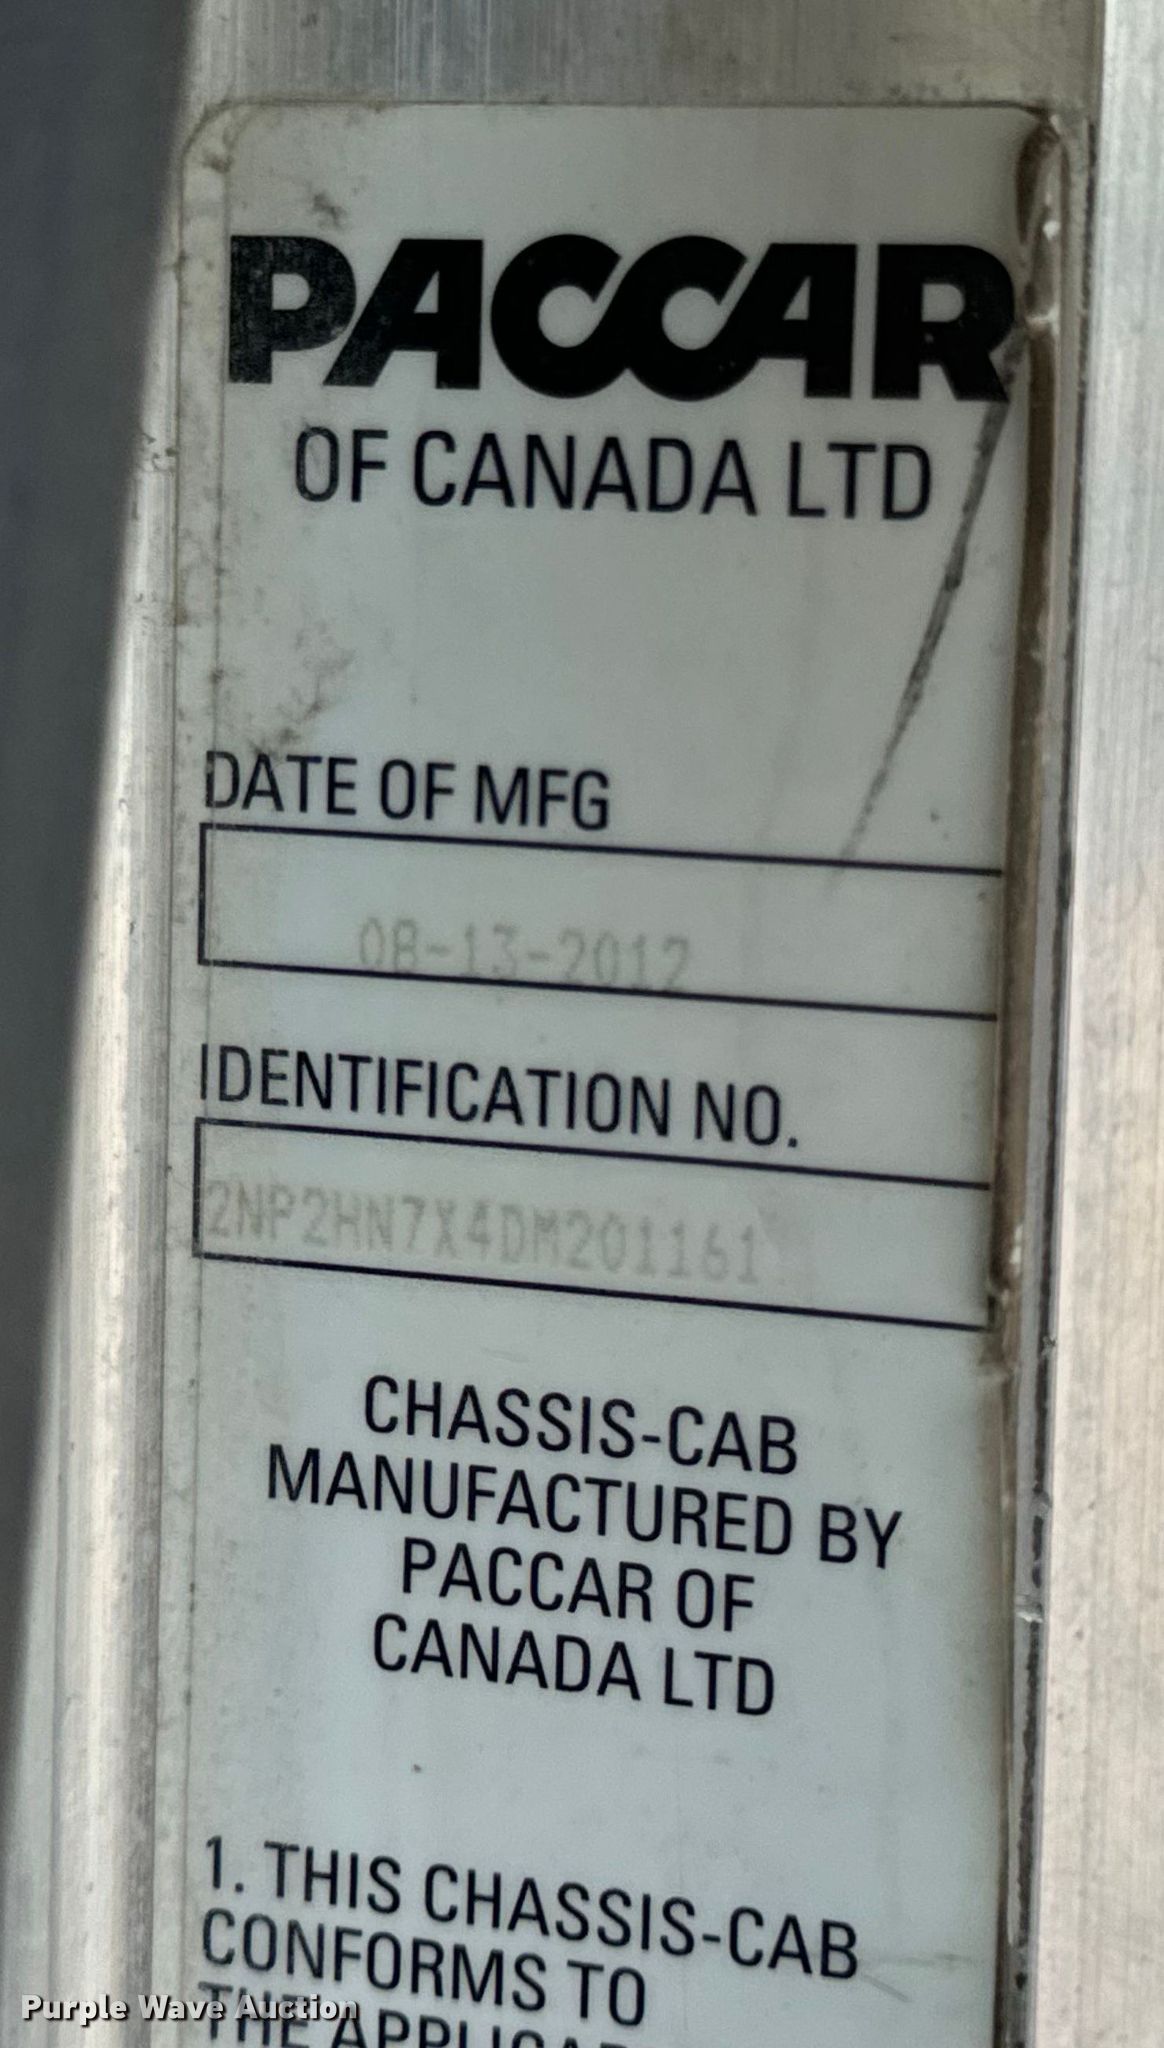 PACCAR
OF CANADA LTD
DATE OF MFG
08-13-2012
IDENTIFICATION NO.
2NP2HN7X4DM201161
CHASSIS-CAB
MANUFACTURED BY
PACCAR OF
CANADA LTD
1. THIS CHASSIS-CAB
CONFORMS TO
THE
Purple Wave Auction